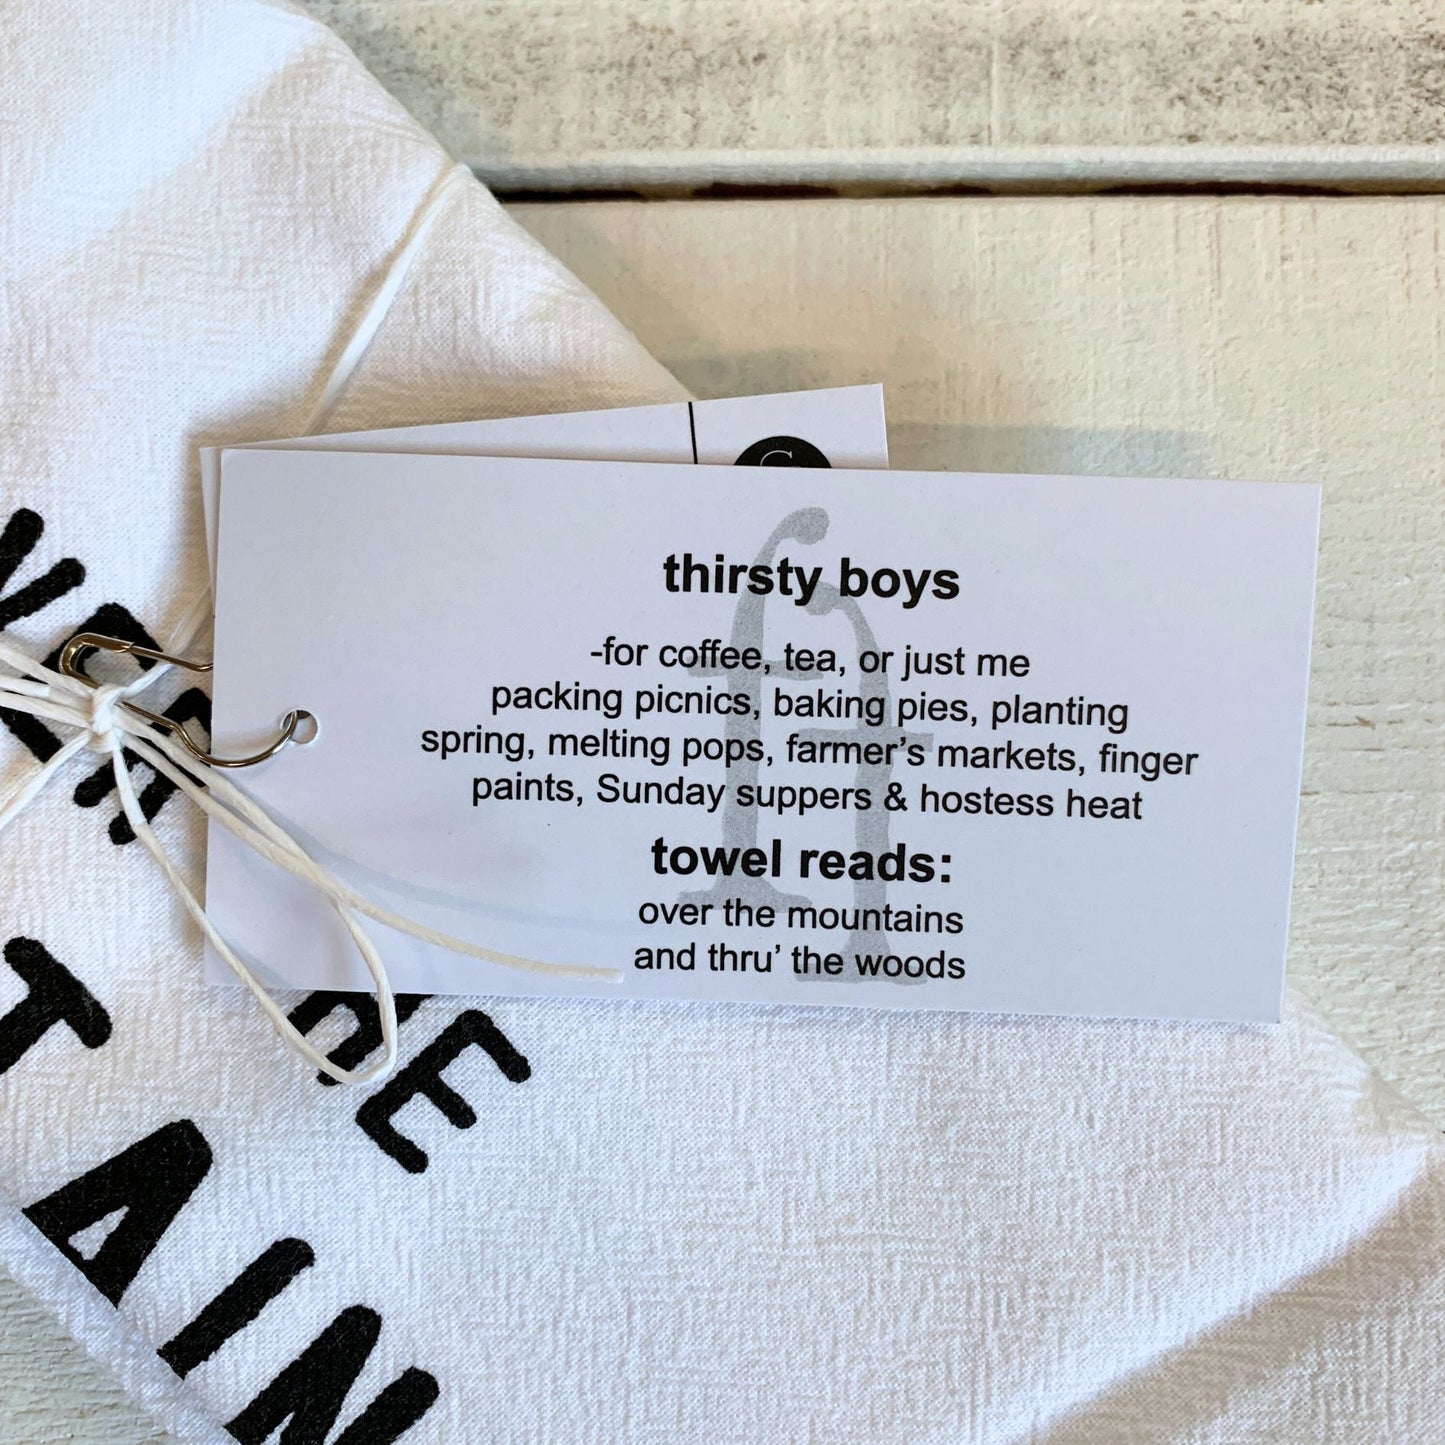 thirsty boys
-for coffee, tea, or just me
packing picnics, baking pies, planting
spring, melting pops, farmer's markets, finger
paints, Sunday suppers & hostess heat
towel reads:
over the mountains
and thru' the woods